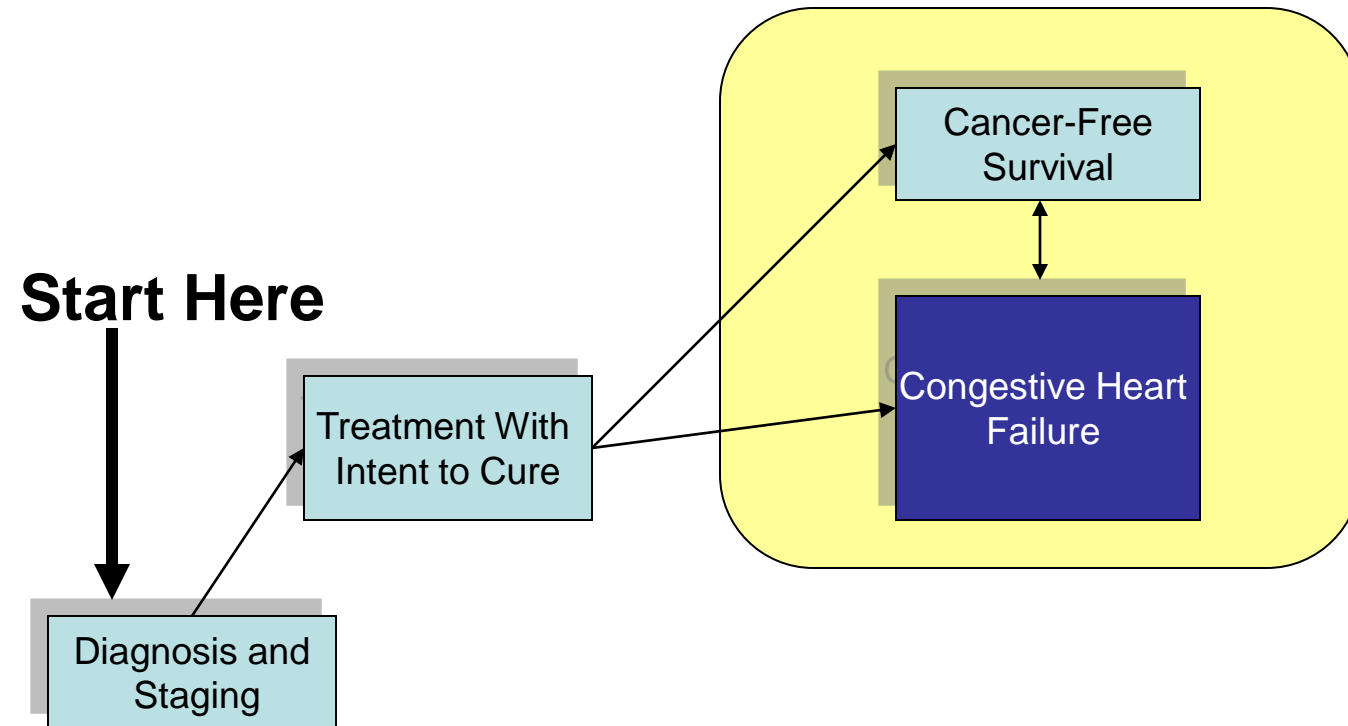 Cancer-Free
Survival
Start Here
Congestive Heart
Failure
Treatment With
Intent to Cure
Diagnosis and
Staging